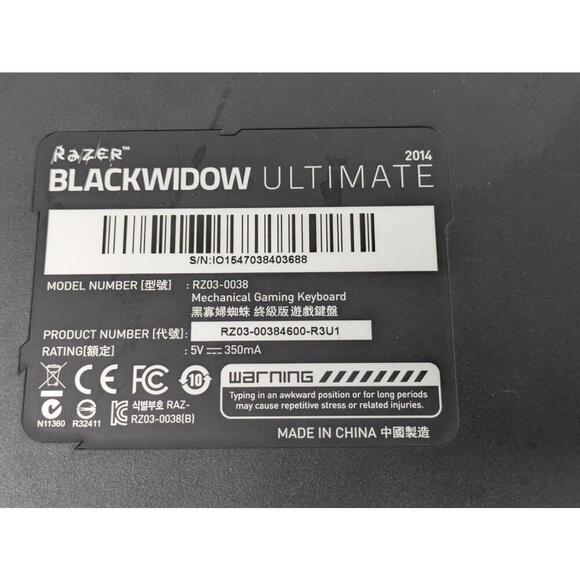 RAZER™
2014
BLACKWIDOW ULTIMATE
S/N:IO1547038403688
MODEL NUMBER [型號] : RZ03-0038
Mechanical Gaming Keyboard
黑寡婦蜘蛛 終級版遊戲鍵盤
PRODUCT NUMBER [代號]: RZ03-00384600-R3U1
RATING[額定] : 5V ⎓ 350mA
CE FC 10
warning
Typing in an awkward position or for long periods
may cause repetitive stress or related injuries.
N11360 R32411
식별부호 RAZ-
RZ03-0038(B)
MADE IN CHINA 中國製造